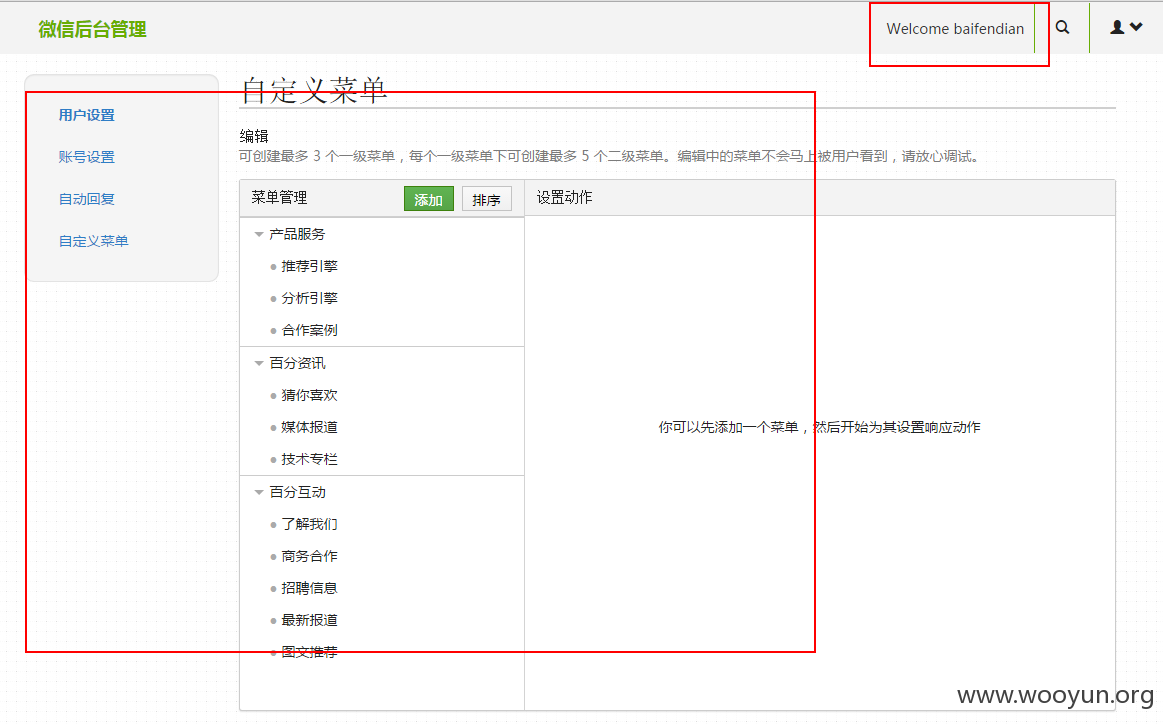 微信后台管理
Welcome baifendian
用户设置
账号设置
自动回复
自定义菜单
自定义菜单
编辑
可创建最多 3 个一级菜单，每个一级菜单下可创建最多 5 个二级菜单。编辑中的菜单不会马上被用户看到，请放心调试。
菜单管理
添加
排序
设置动作
产品服务
推荐引擎
分析引擎
合作案例
百分资讯
猜你喜欢
媒体报道
技术专栏
百分互动
了解我们
商务合作
招聘信息
最新报道
图文推荐
你可以先添加一个菜单，然后开始为其设置响应动作
www.wooyun.org